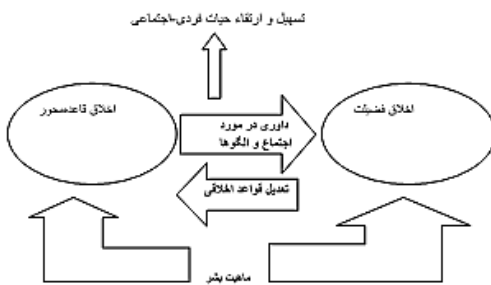 تسهیل و ارتقاء حیات فردی-اجتماعی
اخلاق فضیلت
اخلاق قاعده‌محور
داوری در مورد
اجتماع و الگوها
تعدیل قواعد اخلاقی
ماهیت بشر